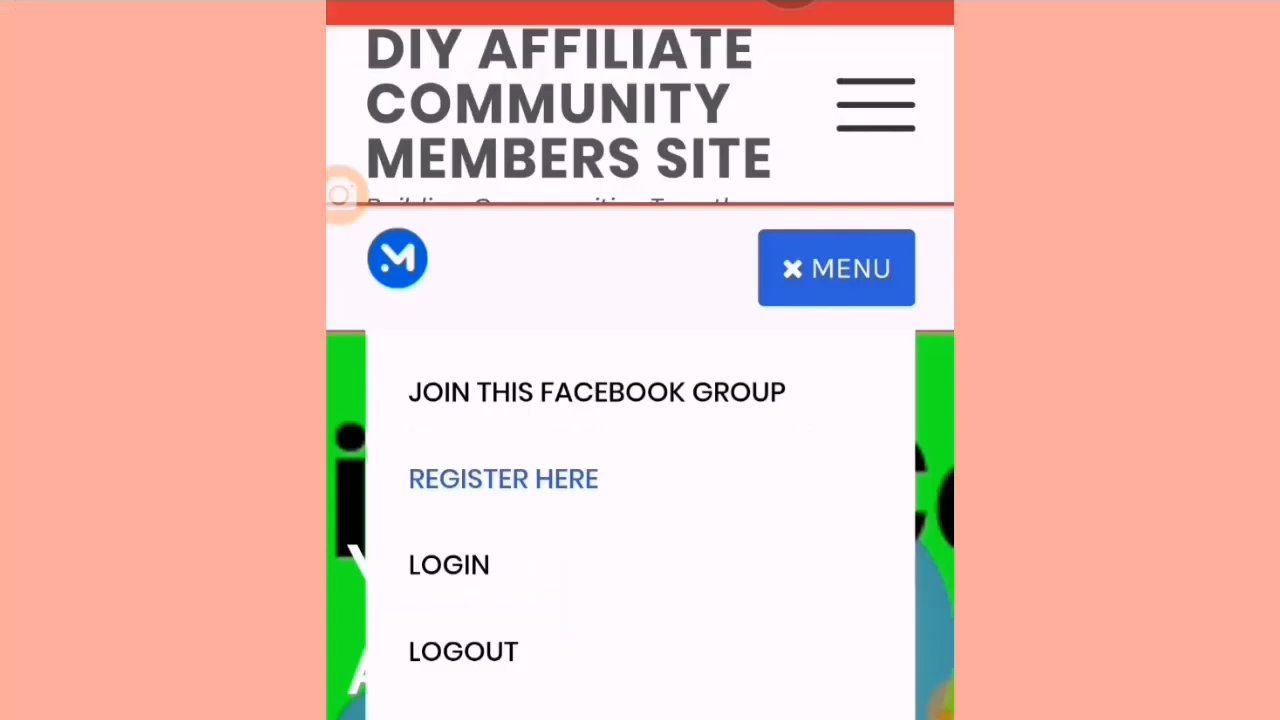 DIY AFFILIATE
COMMUNITY
MEMBERS SITE
MENU
JOIN THIS FACEBOOK GROUP
REGISTER HERE
LOGIN
LOGOUT